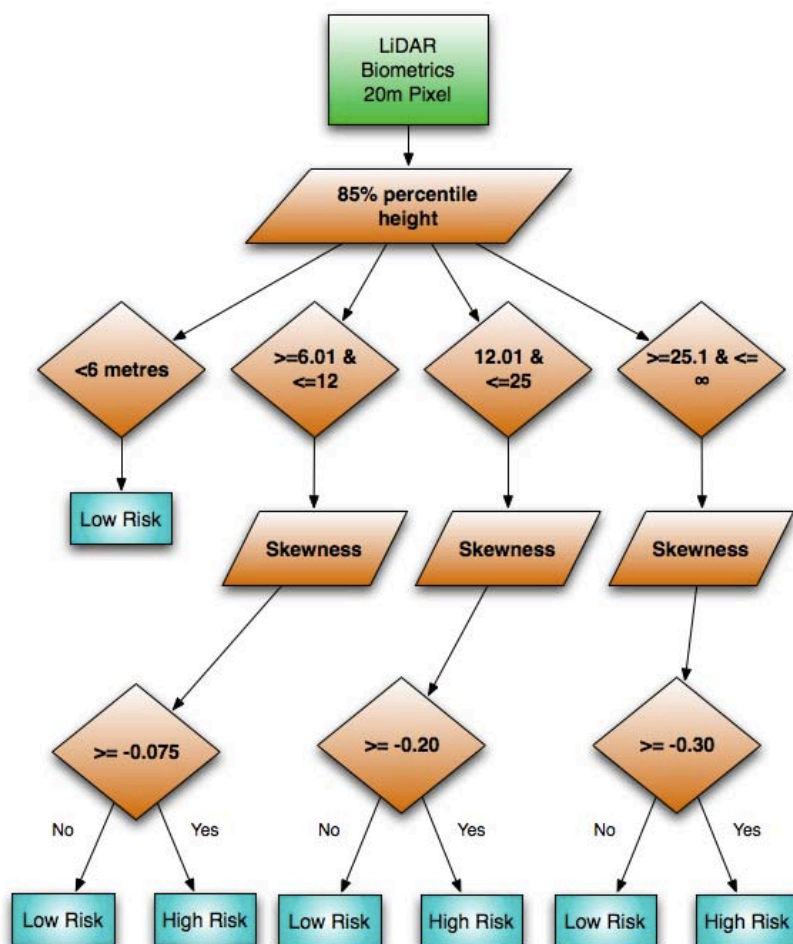 LiDAR
Biometrics
20m Pixel
85% percentile
height
<6 metres
>=6.01 &
<=12
12.01 &
<=25
>=25.1 & <=
∞
Low Risk
Skewness
Skewness
Skewness
>= -0.075
>= -0.20
>= -0.30
No
Yes
No
Yes
No
Yes
Low Risk
High Risk
Low Risk
High Risk
Low Risk
High Risk